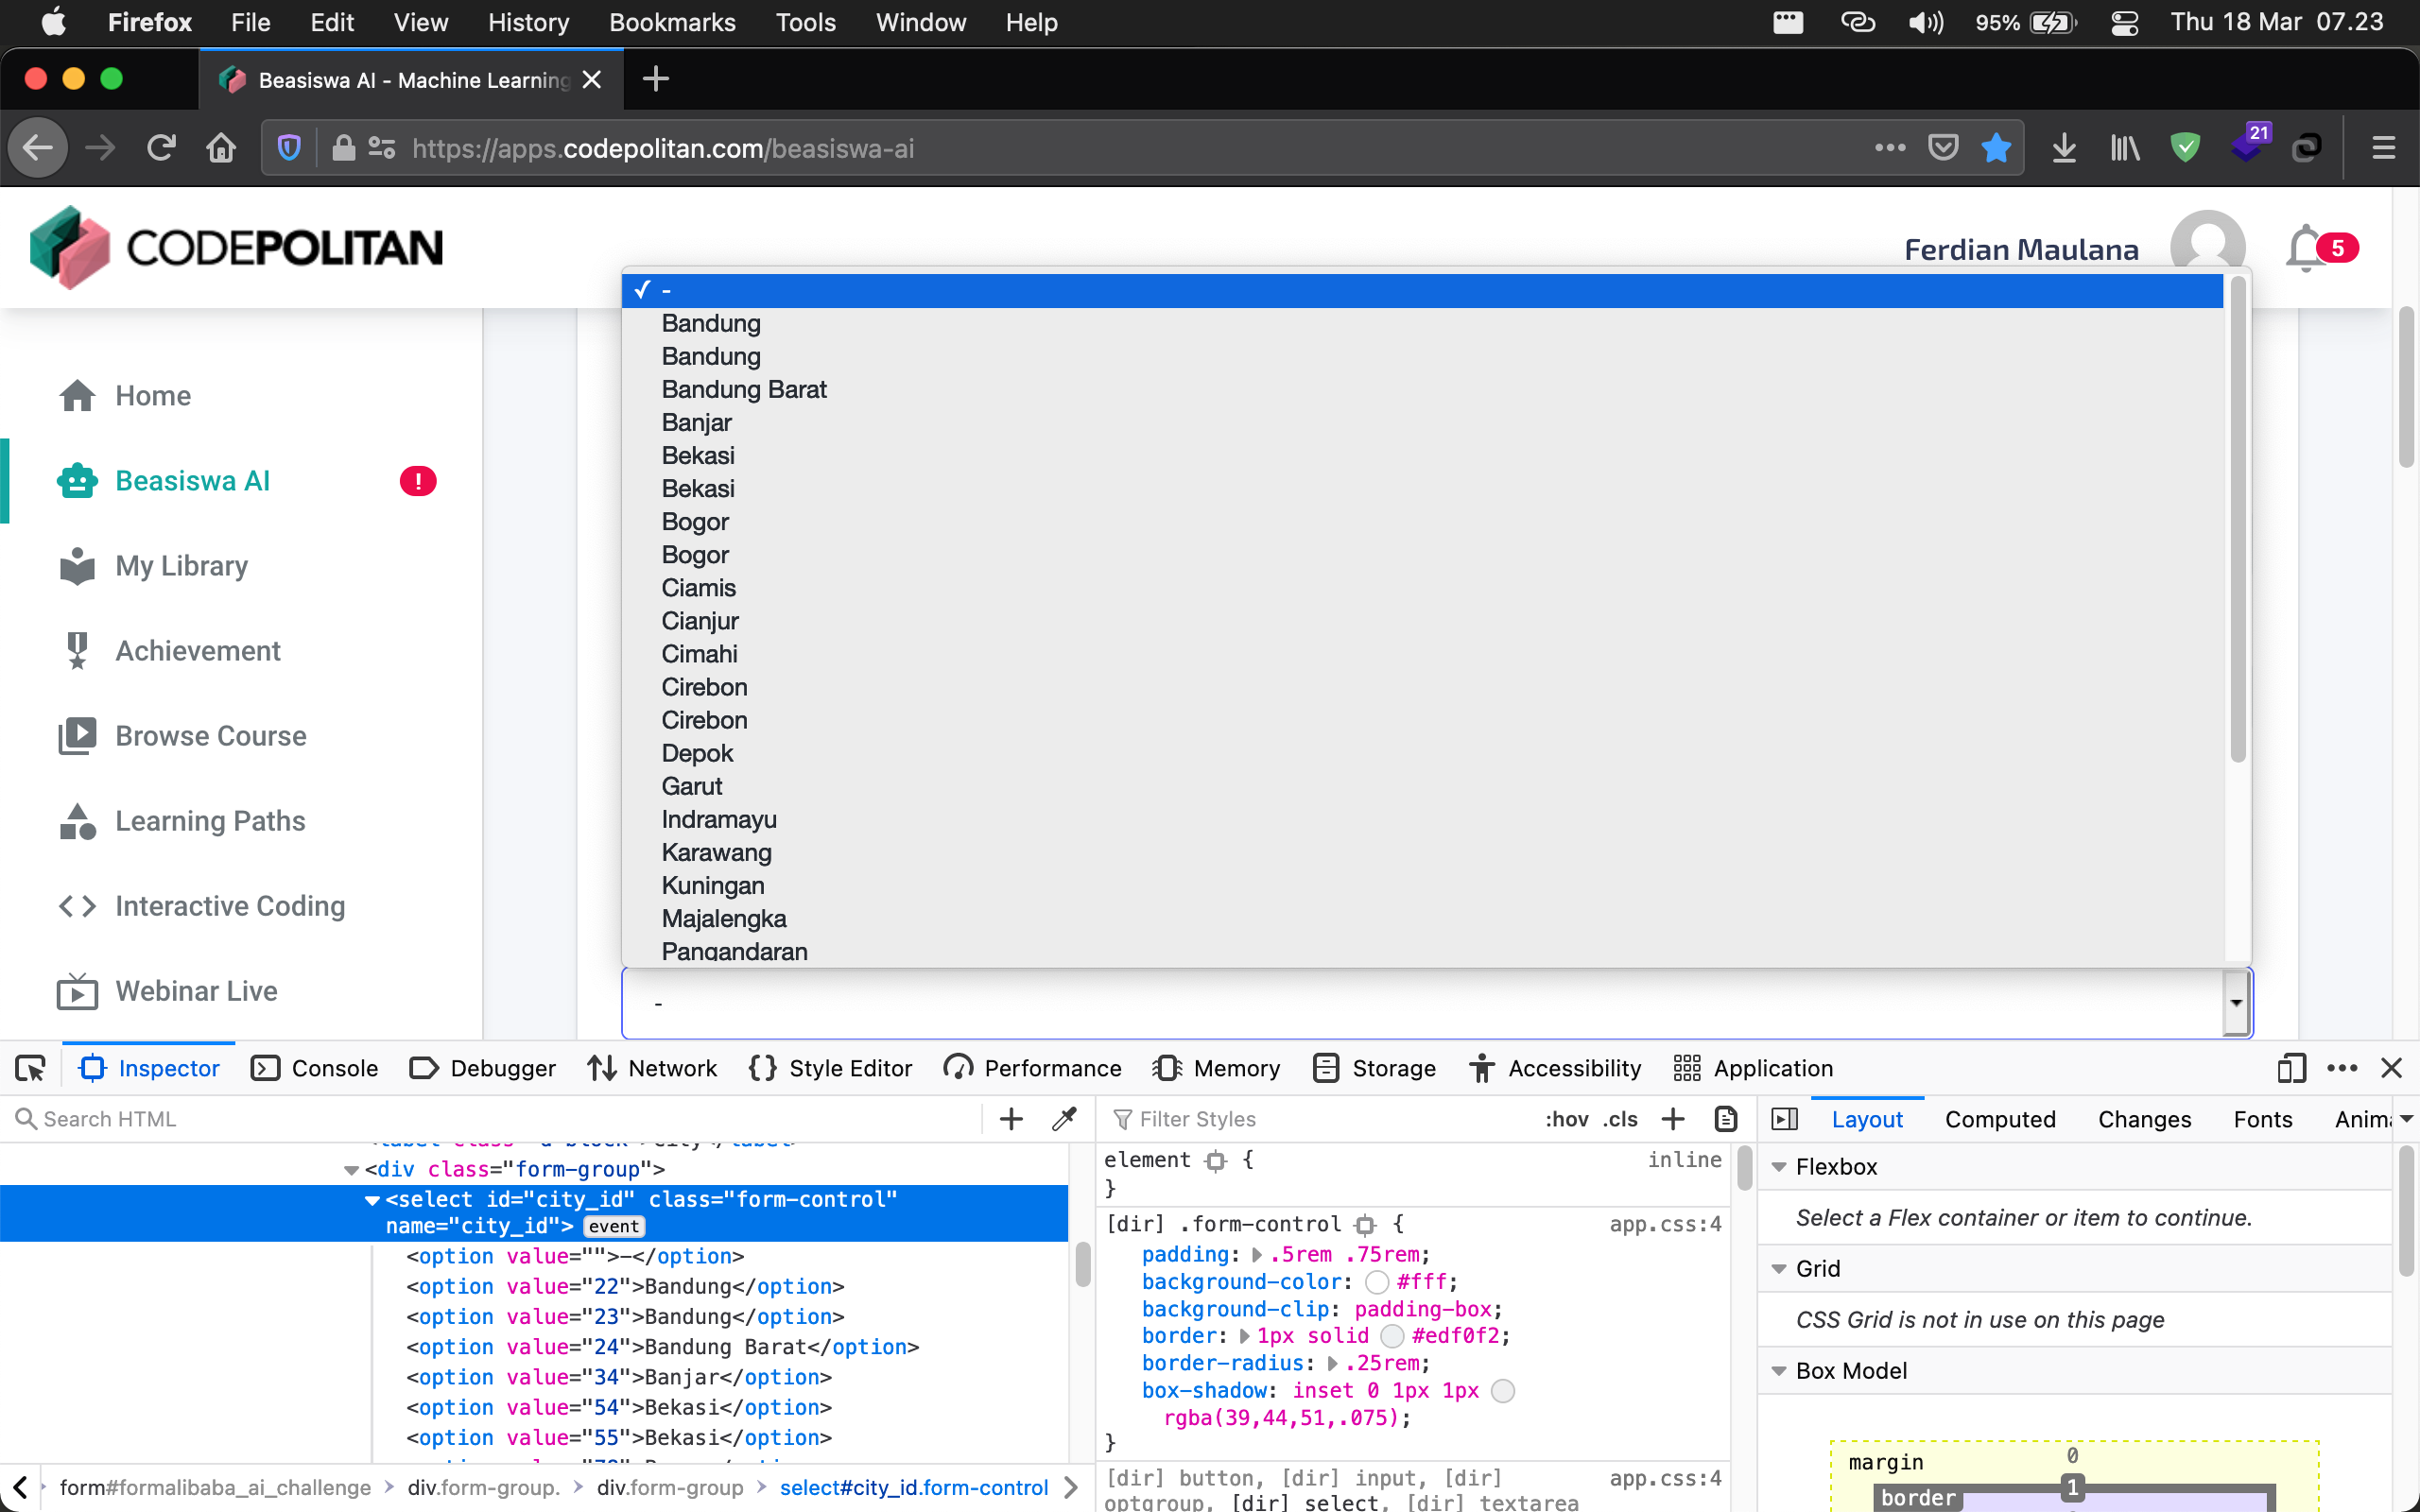 Firefox File Edit View History Bookmarks Tools Window Help 95% Thu 18 Mar 07.23
Beasiswa AI - Machine Learning
https://apps.codepolitan.com/beasiswa-ai
21
CODEPOLITAN
Ferdian Maulana
5
Home
Beasiswa AI !
My Library
Achievement
Browse Course
Learning Paths
Interactive Coding
Webinar Live
✓ -
Bandung
Bandung
Bandung Barat
Banjar
Bekasi
Bekasi
Bogor
Bogor
Ciamis
Cianjur
Cimahi
Cirebon
Cirebon
Depok
Garut
Indramayu
Karawang
Kuningan
Majalengka
Pangandaran
-
Inspector Console Debugger Network Style Editor Performance Memory Storage Accessibility Application
Search HTML
<div class="form-group">
<select id="city_id" class="form-control"
name="city_id"> event
<option value="">-</option>
<option value="22">Bandung</option>
<option value="23">Bandung</option>
<option value="24">Bandung Barat</option>
<option value="34">Banjar</option>
<option value="54">Bekasi</option>
<option value="55">Bekasi</option>
form#formalibaba_ai_challenge > div.form-group. > div.form-group > select#city_id.form-control
Filter Styles :hov .cls
element { inline
}
[dir] .form-control { app.css:4
padding: .5rem .75rem;
background-color: #fff;
background-clip: padding-box;
border: 1px solid #edf0f2;
border-radius: .25rem;
box-shadow: inset 0 1px 1px
rgba(39,44,51,.075);
}
[dir] button, [dir] input, [dir] app.css:4
optgroup, [dir] select, [dir] textarea
Layout Computed Changes Fonts Anim
Flexbox
Select a Flex container or item to continue.
Grid
CSS Grid is not in use on this page
Box Model
margin 0
border 1